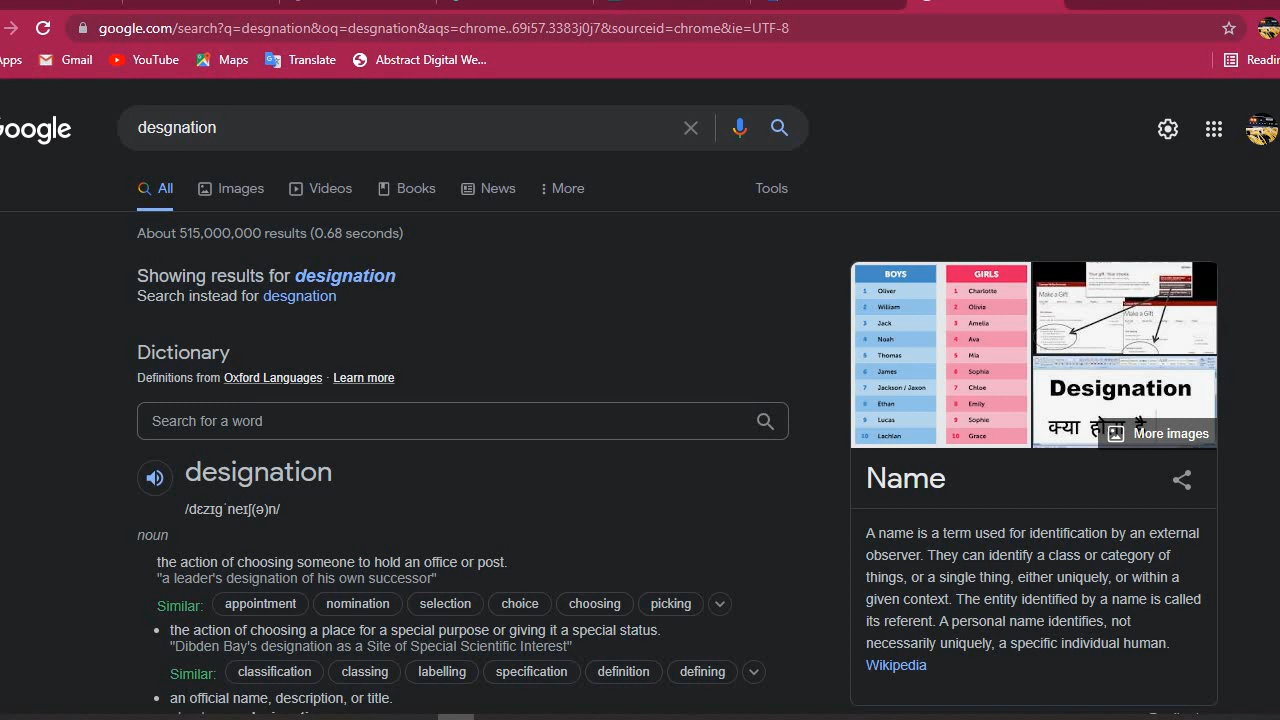 google.com/search?q=desgnation&oq=desgnation&aqs=chrome..69i57.3383j0j7&sourceid=chrome&ie=UTF-8
Gmail YouTube Maps Translate Abstract Digital We...
desgnation
All Images Videos Books News More Tools
About 515,000,000 results (0.68 seconds)
Showing results for designation
Search instead for desgnation
Dictionary
Definitions from Oxford Languages · Learn more
Search for a word
designation
/dɛzɪɡˈneɪʃ(ə)n/
noun
the action of choosing someone to hold an office or post.
"a leader's designation of his own successor"
Similar: appointment nomination selection choice choosing picking
• the action of choosing a place for a special purpose or giving it a special status.
"Dibden Bay's designation as a Site of Special Scientific Interest"
Similar: classification classing labelling specification definition defining
• an official name, description, or title.
BOYS GIRLS
1 Oliver 1 Charlotte
2 William 2 Olivia
3 Jack 3 Amelia
4 Noah 4 Ava
5 Thomas 5 Mia
6 James 6 Sophia
7 Jackson / Jaxon 7 Chloe
8 Ethan 8 Emily
9 Lucas 9 Sophie
10 Lachlan 10 Grace
Make a Gift
Make a Gift
Designation
क्या होता है
More images
Name
A name is a term used for identification by an external
observer. They can identify a class or category of
things, or a single thing, either uniquely, or within a
given context. The entity identified by a name is called
its referent. A personal name identifies, not
necessarily uniquely, a specific individual human.
Wikipedia